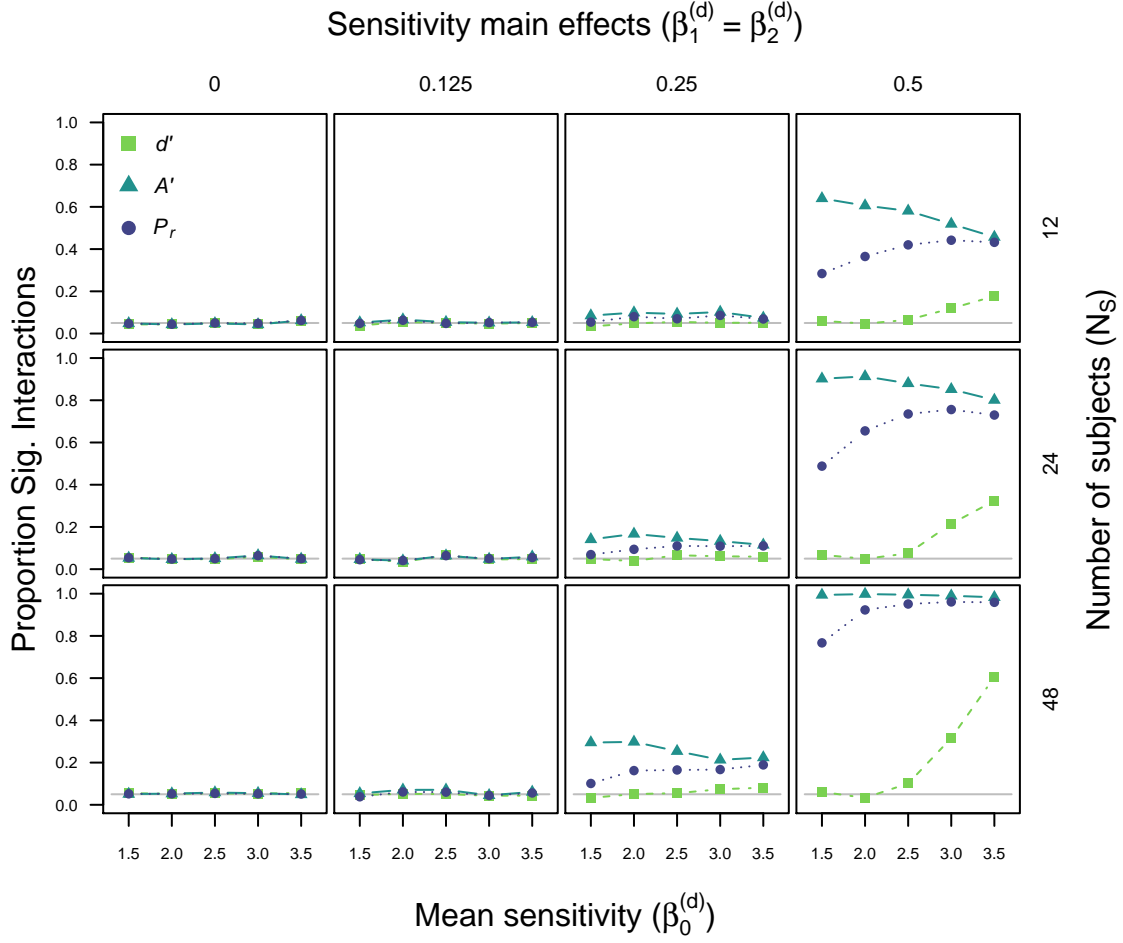 Sensitivity main effects (β₁⁽ᵈ⁾ = β₂⁽ᵈ⁾)
0 0.125 0.25 0.5
Proportion Sig. Interactions
1.0
0.8
0.6
0.4
0.2
0.0
d'
A'
Pᵣ
12
1.0
0.8
0.6
0.4
0.2
0.0
24
1.0
0.8
0.6
0.4
0.2
0.0
48
Number of subjects (N_S)
1.5 2.0 2.5 3.0 3.5 1.5 2.0 2.5 3.0 3.5 1.5 2.0 2.5 3.0 3.5 1.5 2.0 2.5 3.0 3.5
Mean sensitivity (β₀⁽ᵈ⁾)